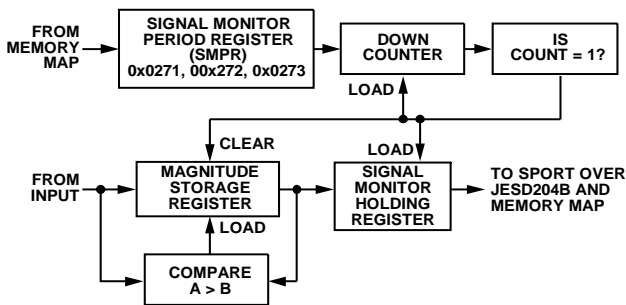 FROM
MEMORY
MAP
SIGNAL MONITOR
PERIOD REGISTER
(SMPR)
0x0271, 00x272, 0x0273
DOWN
COUNTER
IS
COUNT = 1?
LOAD
CLEAR
LOAD
FROM
INPUT
MAGNITUDE
STORAGE
REGISTER
SIGNAL
MONITOR
HOLDING
REGISTER
TO SPORT OVER
JESD204B AND
MEMORY MAP
LOAD
COMPARE
A > B